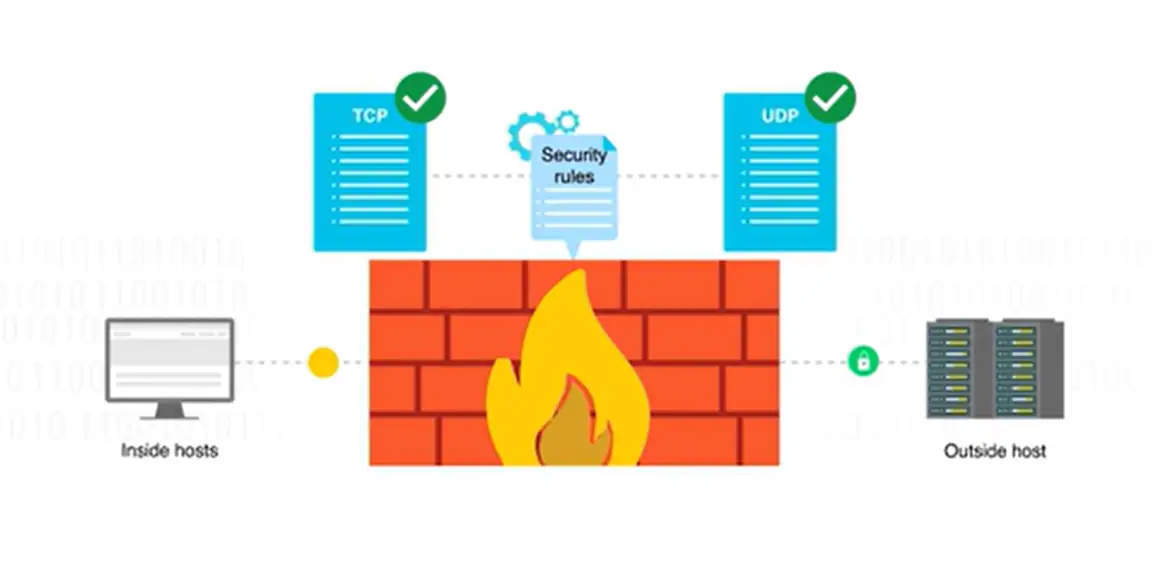 TCP
UDP
Security
rules
Inside hosts
Outside host